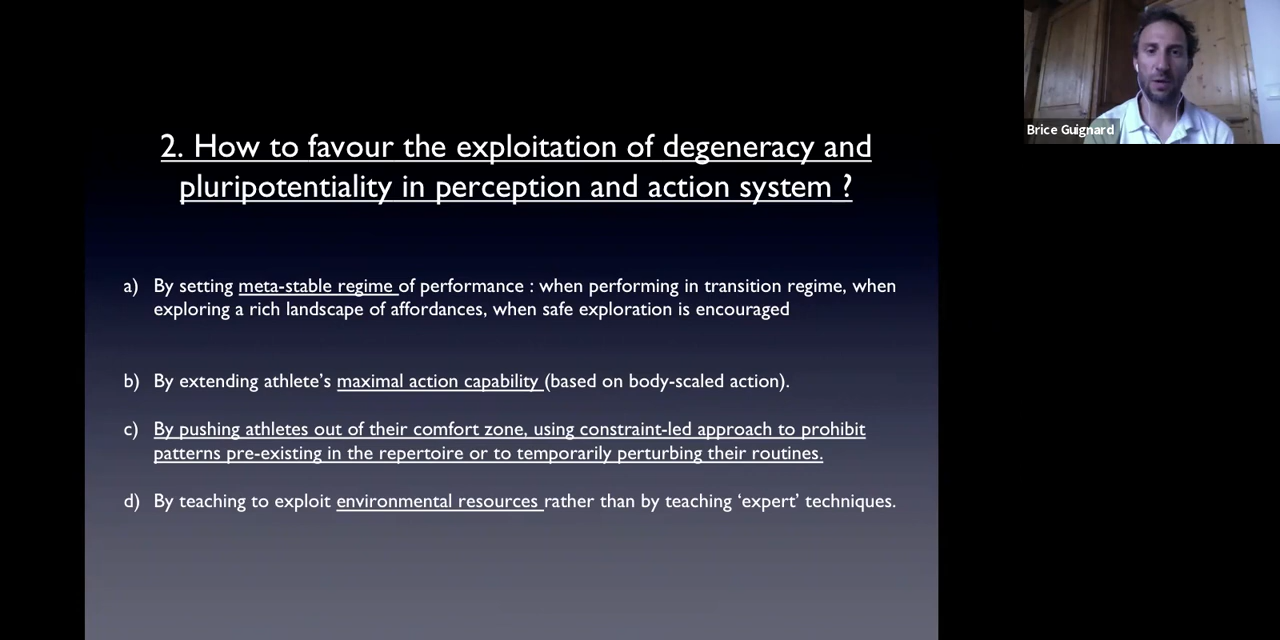 2. How to favour the exploitation of degeneracy and
pluripotentiality in perception and action system ?
a) By setting meta-stable regime of performance : when performing in transition regime, when
exploring a rich landscape of affordances, when safe exploration is encouraged
b) By extending athlete’s maximal action capability (based on body-scaled action).
c) By pushing athletes out of their comfort zone, using constraint-led approach to prohibit
patterns pre-existing in the repertoire or to temporarily perturbing their routines.
d) By teaching to exploit environmental resources rather than by teaching ‘expert’ techniques.
Brice Guignard